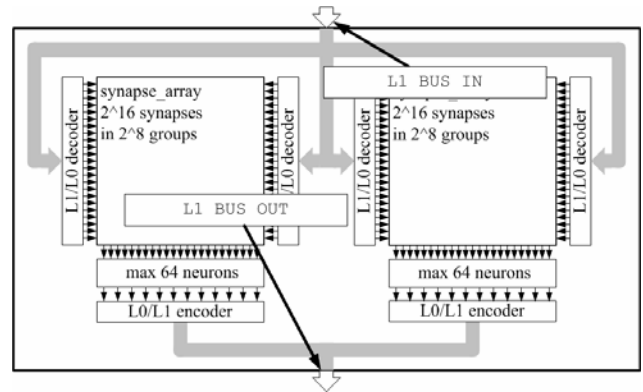 L1 BUS IN
synapse_array
2^16 synapses
in 2^8 groups
2^16 synapses
in 2^8 groups
L1/L0 decoder
decoder
L1/L0 decoder
L1/L0 decoder
L1 BUS OUT
max 64 neurons
max 64 neurons
L0/L1 encoder
L0/L1 encoder